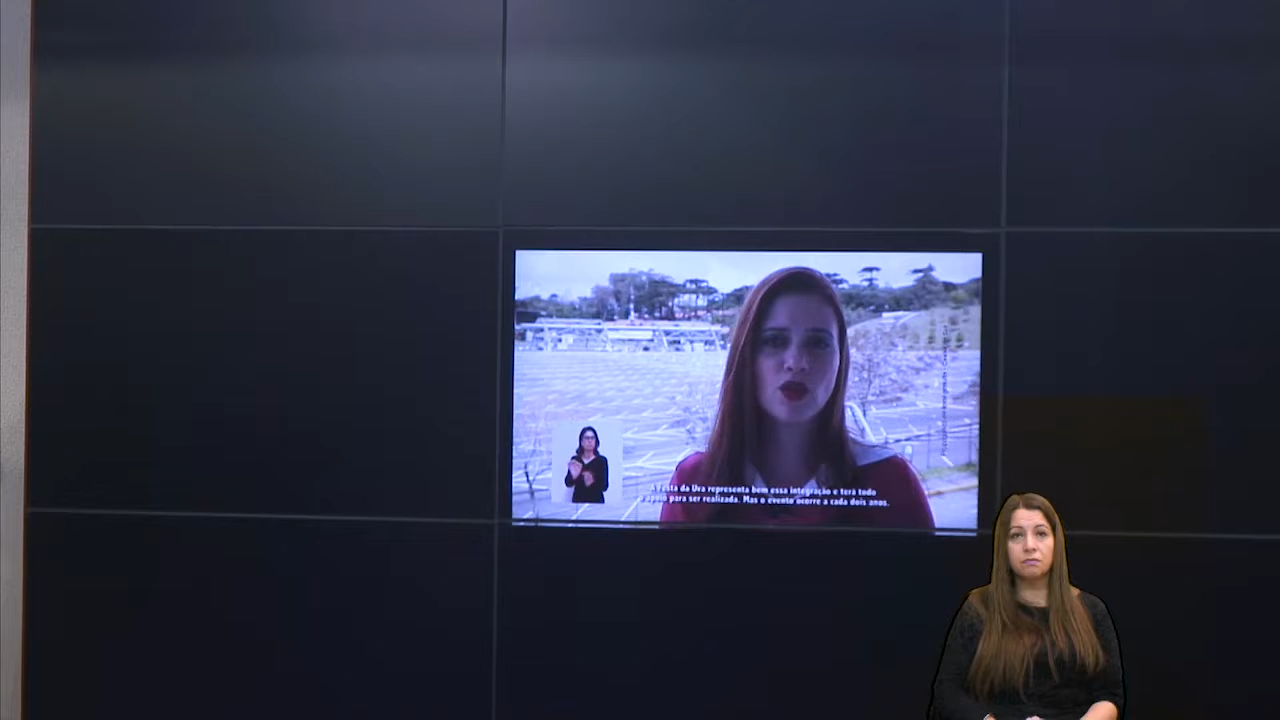 A Festa da Uva representa bem essa integração e terá todo
o apoio para ser realizada. Mas o evento ocorre a cada dois anos.